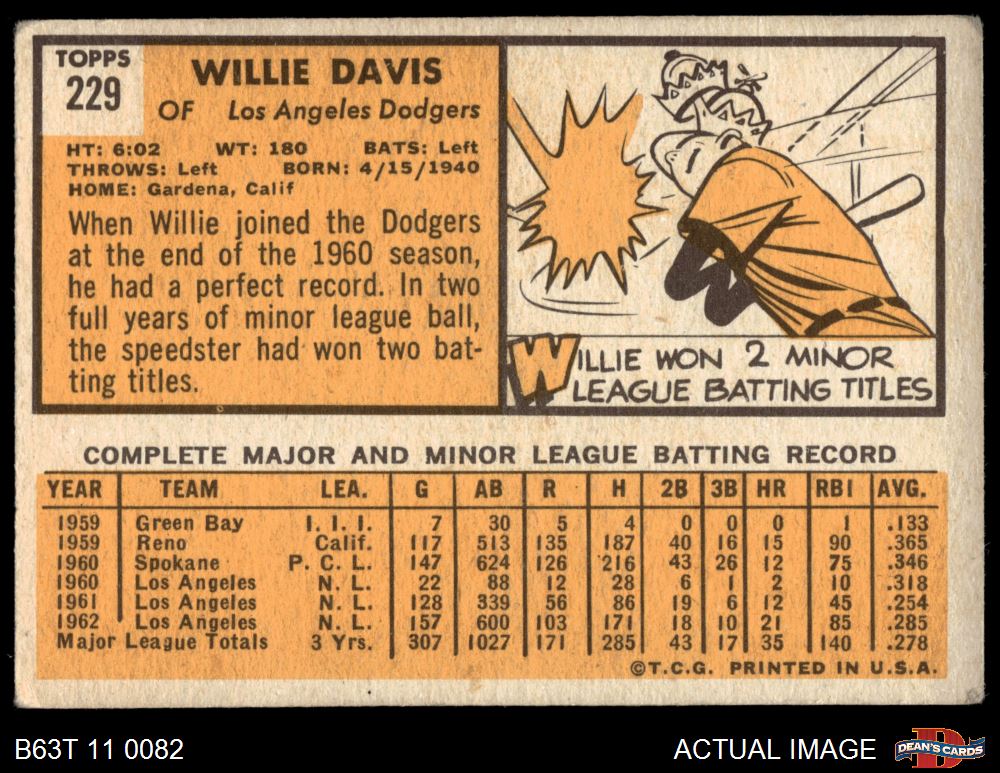 TOPPS
229
WILLIE DAVIS
OF Los Angeles Dodgers
HT: 6:02 WT: 180 BATS: Left
THROWS: Left BORN: 4/15/1940
HOME: Gardena, Calif
When Willie joined the Dodgers
at the end of the 1960 season,
he had a perfect record. In two
full years of minor league ball,
the speedster had won two bat-
ting titles.
WILLIE WON 2 MINOR
LEAGUE BATTING TITLES
COMPLETE MAJOR AND MINOR LEAGUE BATTING RECORD
YEAR TEAM LEA. G AB R H 2B 3B HR RBI AVG.
1959 Green Bay I. I. I. 7 30 5 4 0 0 0 1 .133
1959 Reno Calif. 117 513 135 187 40 16 15 90 .365
1960 Spokane P. C. L. 147 624 126 216 43 26 12 75 .346
1960 Los Angeles N. L. 22 88 12 28 6 1 2 10 .318
1961 Los Angeles N. L. 128 339 56 86 19 6 12 45 .254
1962 Los Angeles N. L. 157 600 103 171 18 10 21 85 .285
Major League Totals 3 Yrs. 307 1027 171 285 43 17 35 140 .278
©T.C.G. PRINTED IN U.S.A.
B63T 11 0082
ACTUAL IMAGE
DEAN'S CARDS